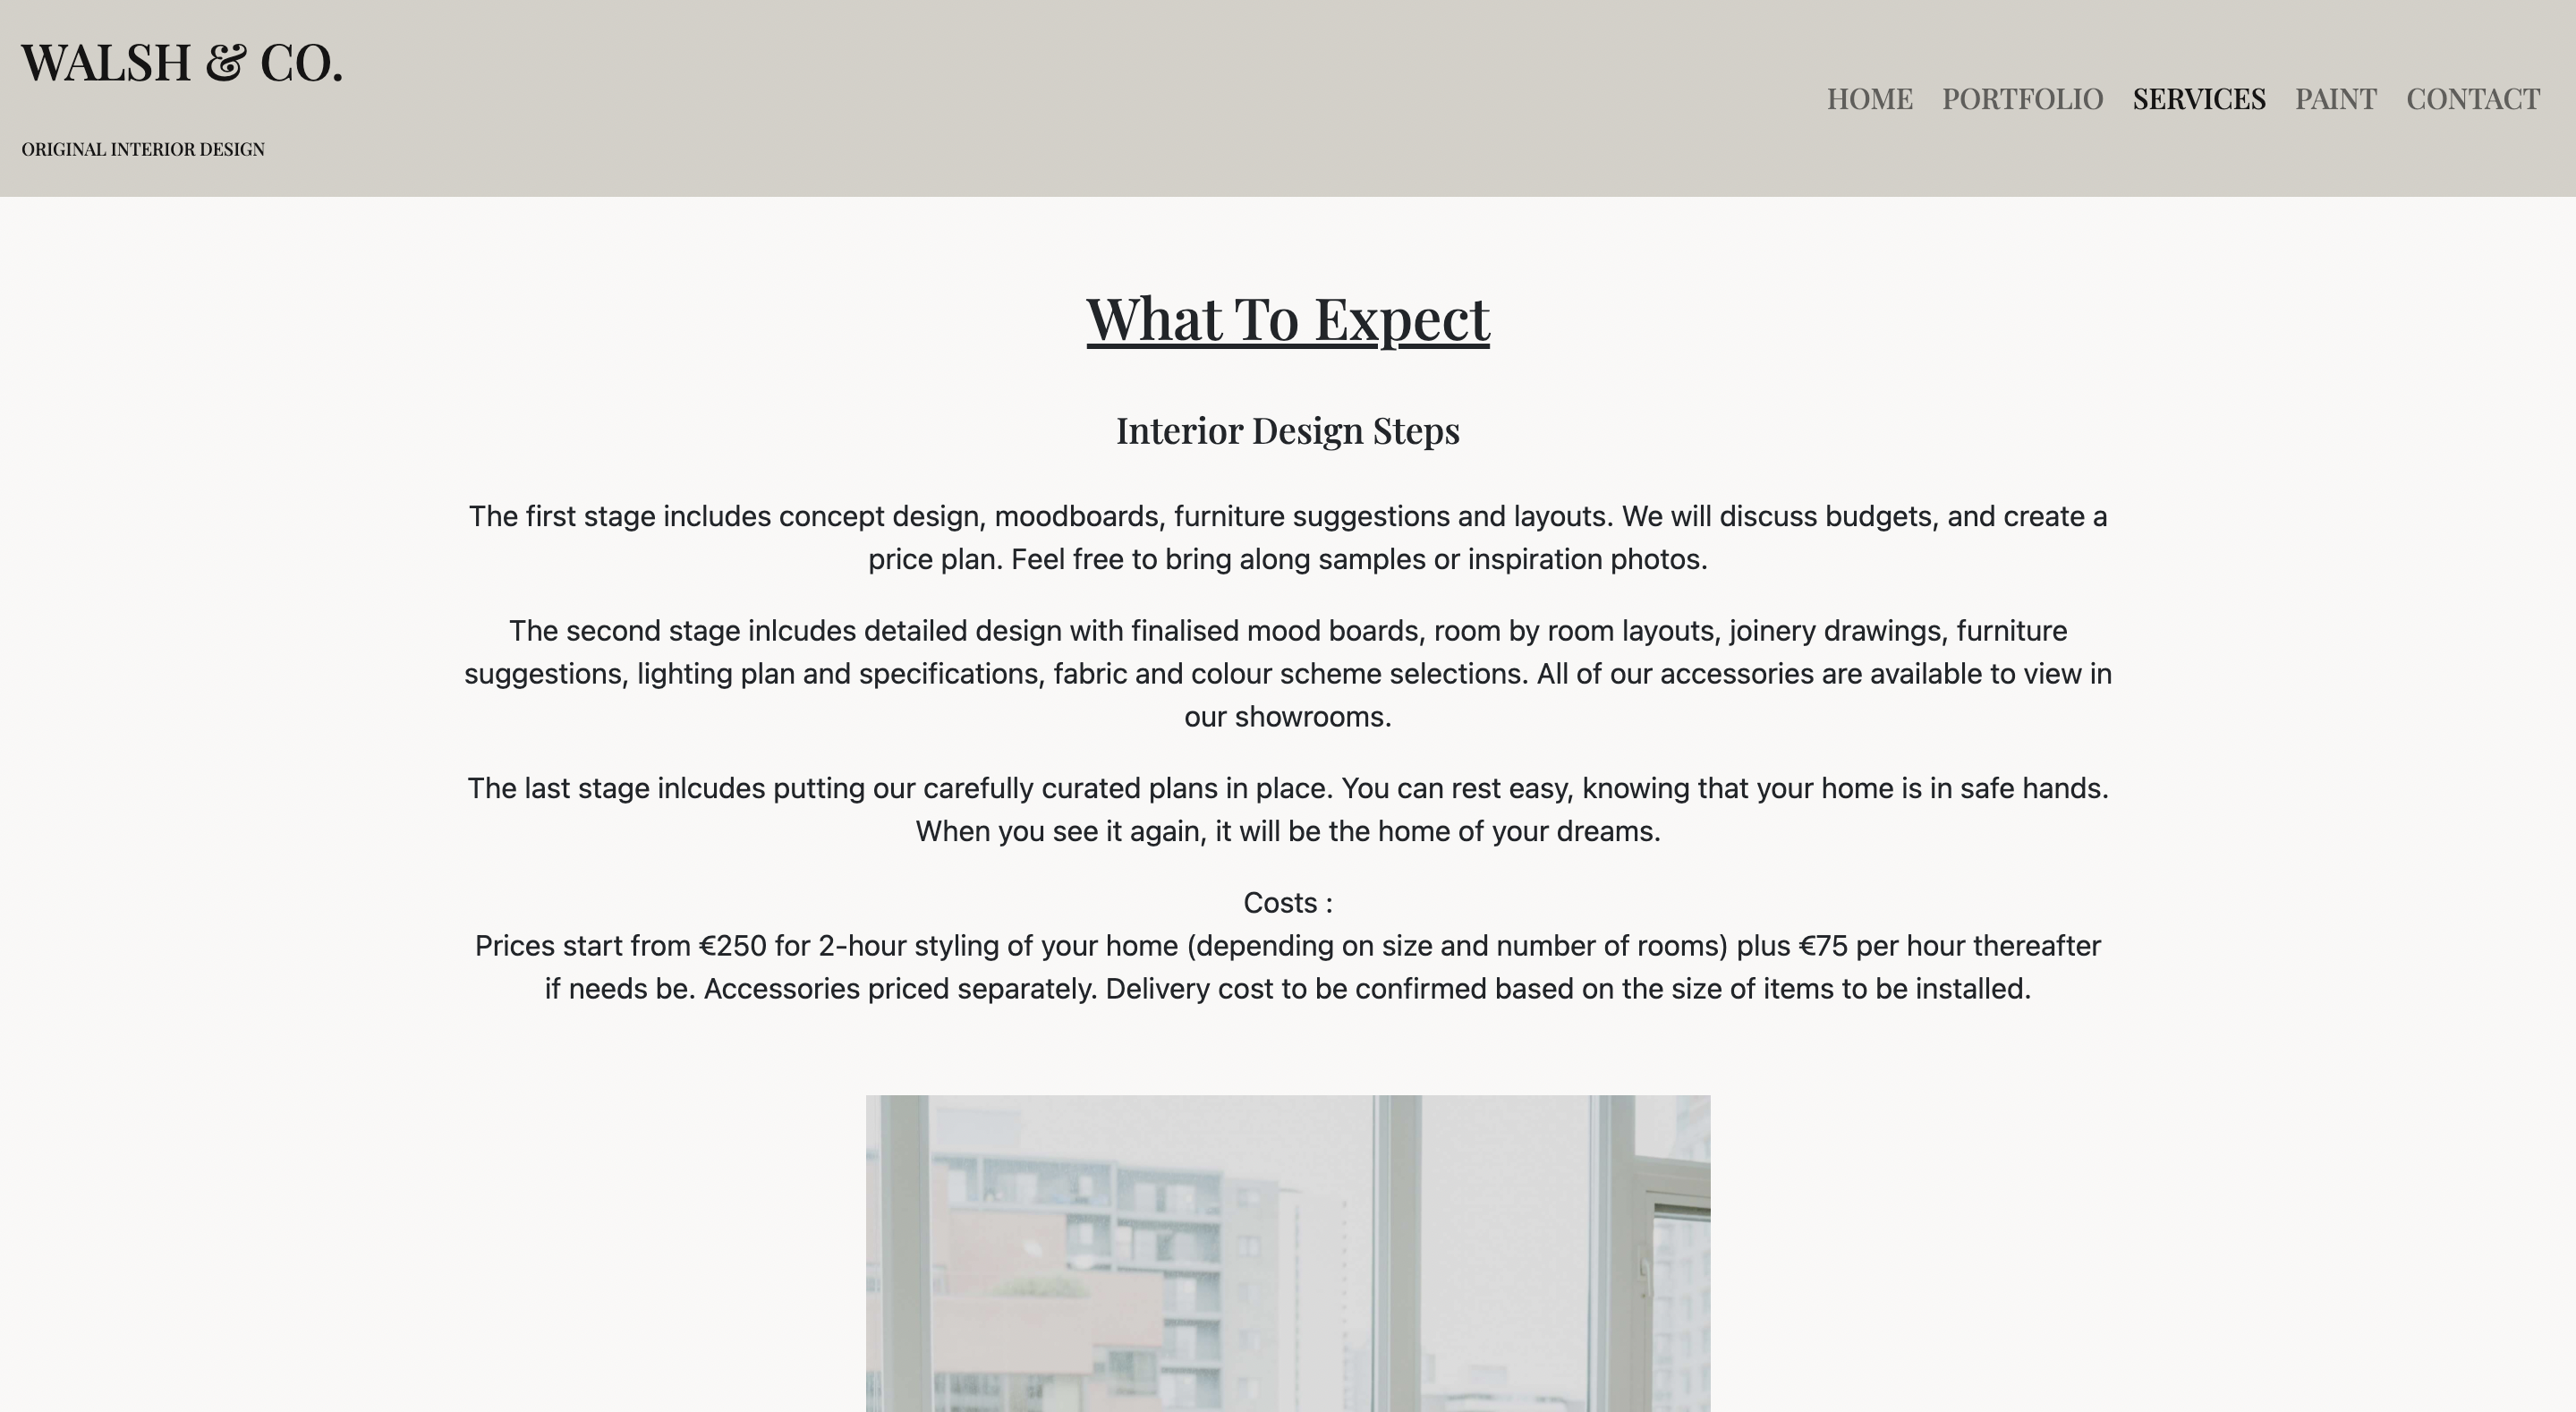 WALSH & CO.
ORIGINAL INTERIOR DESIGN
HOME PORTFOLIO SERVICES PAINT CONTACT
What To Expect
Interior Design Steps
The first stage includes concept design, moodboards, furniture suggestions and layouts. We will discuss budgets, and create a
price plan. Feel free to bring along samples or inspiration photos.
The second stage inlcudes detailed design with finalised mood boards, room by room layouts, joinery drawings, furniture
suggestions, lighting plan and specifications, fabric and colour scheme selections. All of our accessories are available to view in
our showrooms.
The last stage inlcudes putting our carefully curated plans in place. You can rest easy, knowing that your home is in safe hands.
When you see it again, it will be the home of your dreams.
Costs :
Prices start from €250 for 2-hour styling of your home (depending on size and number of rooms) plus €75 per hour thereafter
if needs be. Accessories priced separately. Delivery cost to be confirmed based on the size of items to be installed.